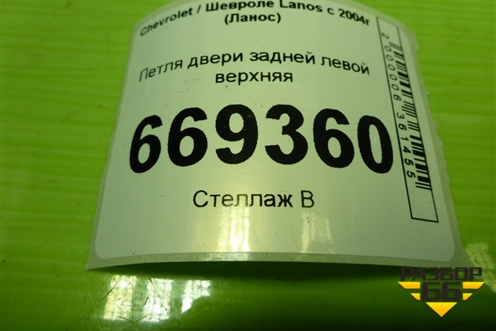 Chevrolet / Шевроле Lanos с 2004г
(Ланос)
Петля двери задней левой
верхняя
669360
Стеллаж В
2000006361455
РАЗБОР
66